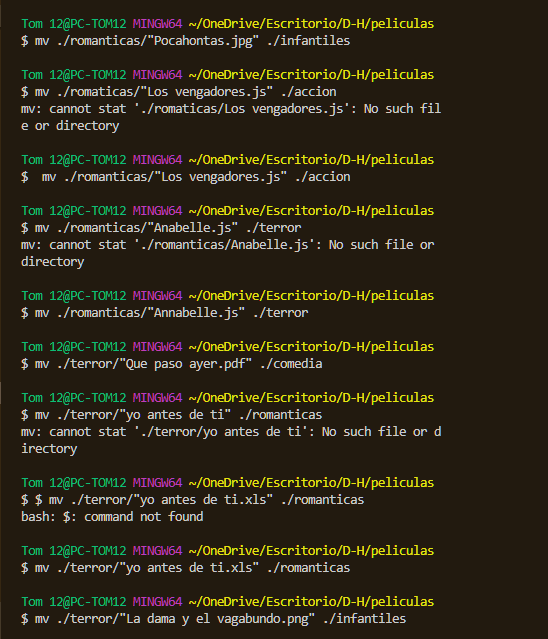 Tom 12@PC-TOM12 MINGW64 ~/OneDrive/Escritorio/D-H/peliculas
$ mv ./romanticas/"Pocahontas.jpg" ./infantiles
Tom 12@PC-TOM12 MINGW64 ~/OneDrive/Escritorio/D-H/peliculas
$ mv ./romaticas/"Los vengadores.js" ./accion
mv: cannot stat './romaticas/Los vengadores.js': No such fil
e or directory
Tom 12@PC-TOM12 MINGW64 ~/OneDrive/Escritorio/D-H/peliculas
$  mv ./romanticas/"Los vengadores.js" ./accion
Tom 12@PC-TOM12 MINGW64 ~/OneDrive/Escritorio/D-H/peliculas
$ mv ./romanticas/"Anabelle.js" ./terror
mv: cannot stat './romanticas/Anabelle.js': No such file or
directory
Tom 12@PC-TOM12 MINGW64 ~/OneDrive/Escritorio/D-H/peliculas
$ mv ./romanticas/"Annabelle.js" ./terror
Tom 12@PC-TOM12 MINGW64 ~/OneDrive/Escritorio/D-H/peliculas
$ mv ./terror/"Que paso ayer.pdf" ./comedia
Tom 12@PC-TOM12 MINGW64 ~/OneDrive/Escritorio/D-H/peliculas
$ mv ./terror/"yo antes de ti" ./romanticas
mv: cannot stat './terror/yo antes de ti': No such file or d
irectory
Tom 12@PC-TOM12 MINGW64 ~/OneDrive/Escritorio/D-H/peliculas
$ $ mv ./terror/"yo antes de ti.xls" ./romanticas
bash: $: command not found
Tom 12@PC-TOM12 MINGW64 ~/OneDrive/Escritorio/D-H/peliculas
$ mv ./terror/"yo antes de ti.xls" ./romanticas
Tom 12@PC-TOM12 MINGW64 ~/OneDrive/Escritorio/D-H/peliculas
$ mv ./terror/"La dama y el vagabundo.png" ./infantiles